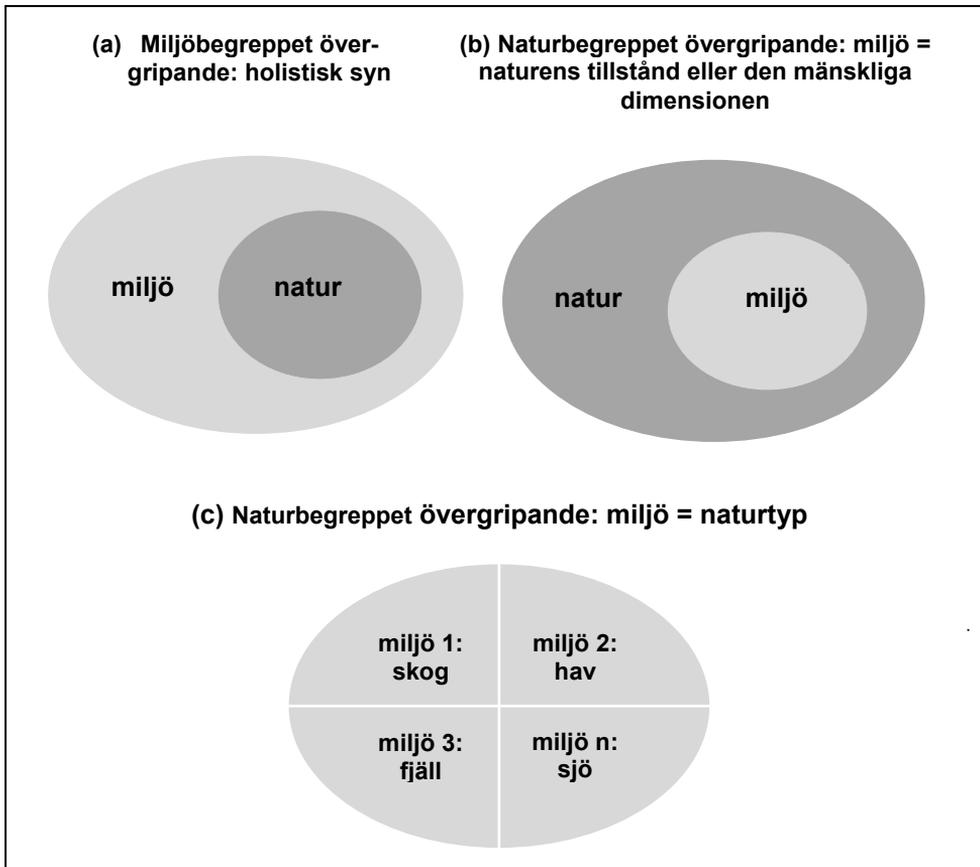 (a) Miljöbegreppet över-
gripande: holistisk syn
(b) Naturbegreppet övergripande: miljö =
naturens tillstånd eller den mänskliga
dimensionen
miljö
natur
natur
miljö
(c) Naturbegreppet övergripande: miljö = naturtyp
miljö 1:
skog
miljö 2:
hav
miljö 3:
fjäll
miljö n:
sjö